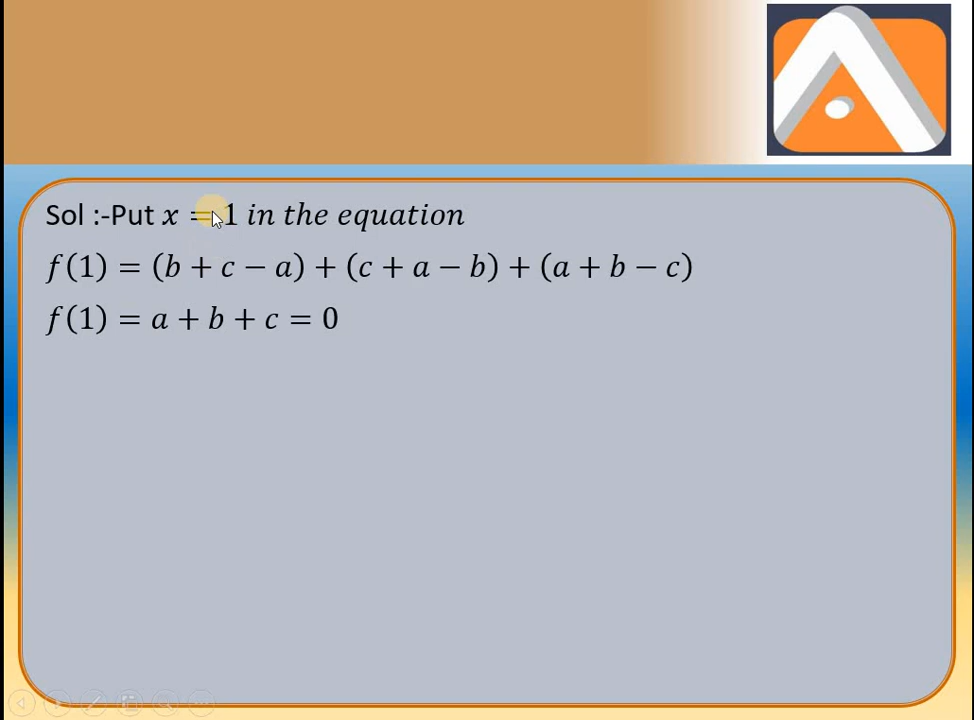 Sol :-Put x = 1 in the equation
f(1) = (b + c − a) + (c + a − b) + (a + b − c)
f(1) = a + b + c = 0